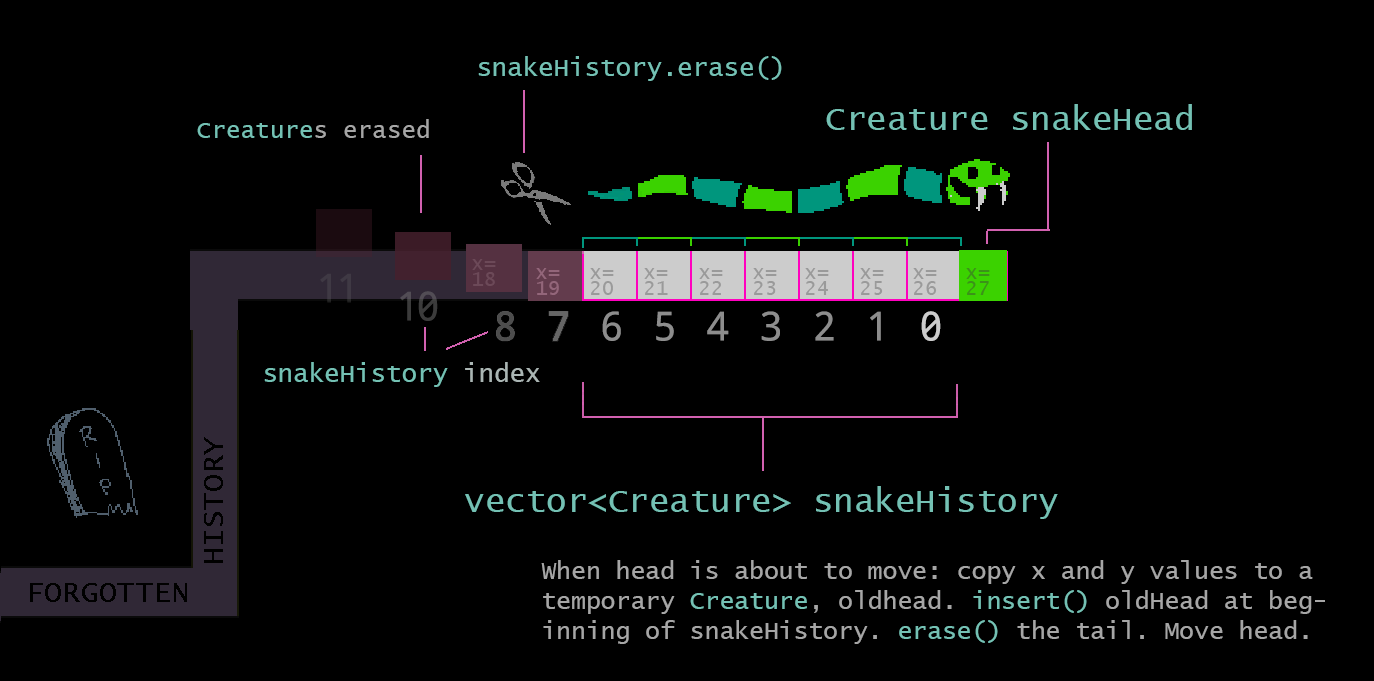 snakeHistory.erase()
Creature snakeHead
Creatures erased
x=
18
x=
19
x=
20
x=
21
x=
22
x=
23
x=
24
x=
25
x=
26
x=
27
11
10
8
7
6
5
4
3
2
1
0
snakeHistory index
RIP
HISTORY
FORGOTTEN
vector<Creature> snakeHistory
When head is about to move: copy x and y values to a
temporary Creature, oldhead. insert() oldHead at beg-
inning of snakeHistory. erase() the tail. Move head.